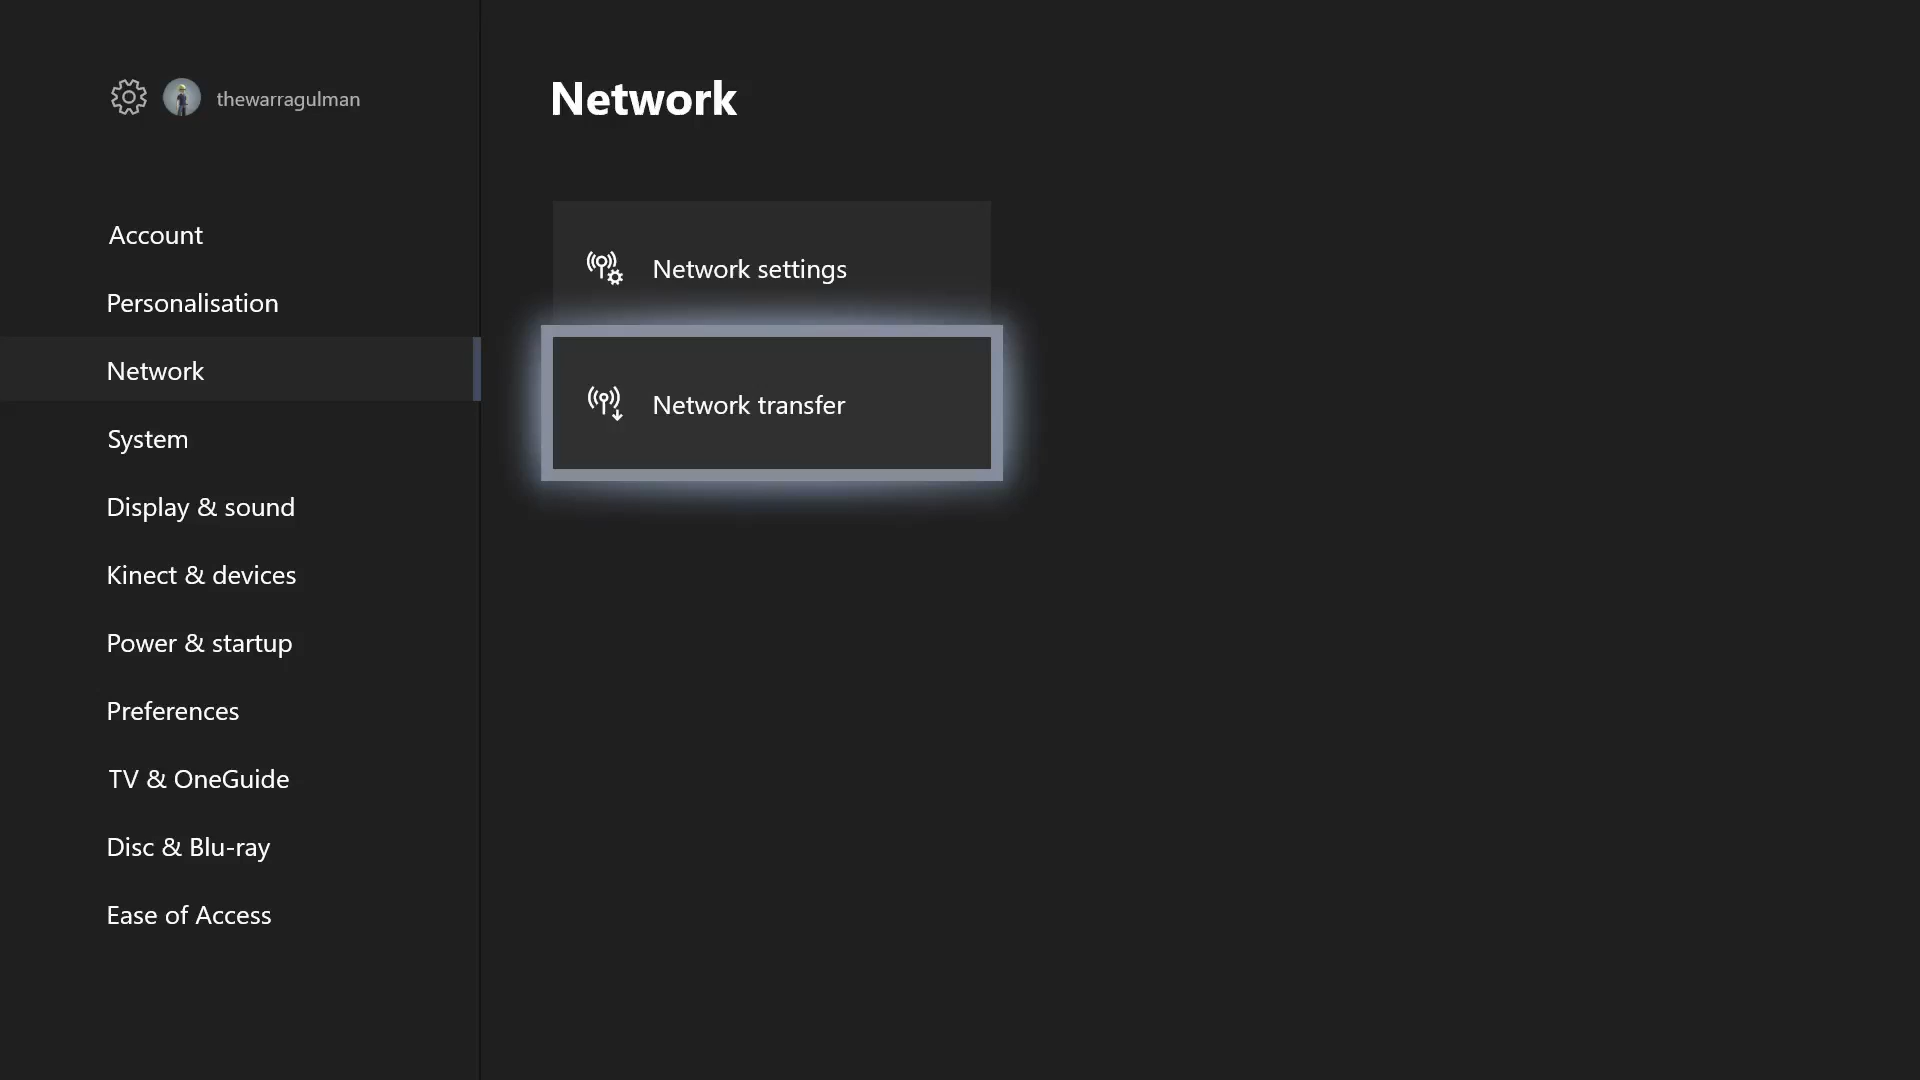 thewarragulman
Network
Account
Personalisation
Network
System
Display & sound
Kinect & devices
Power & startup
Preferences
TV & OneGuide
Disc & Blu-ray
Ease of Access
Network settings
Network transfer